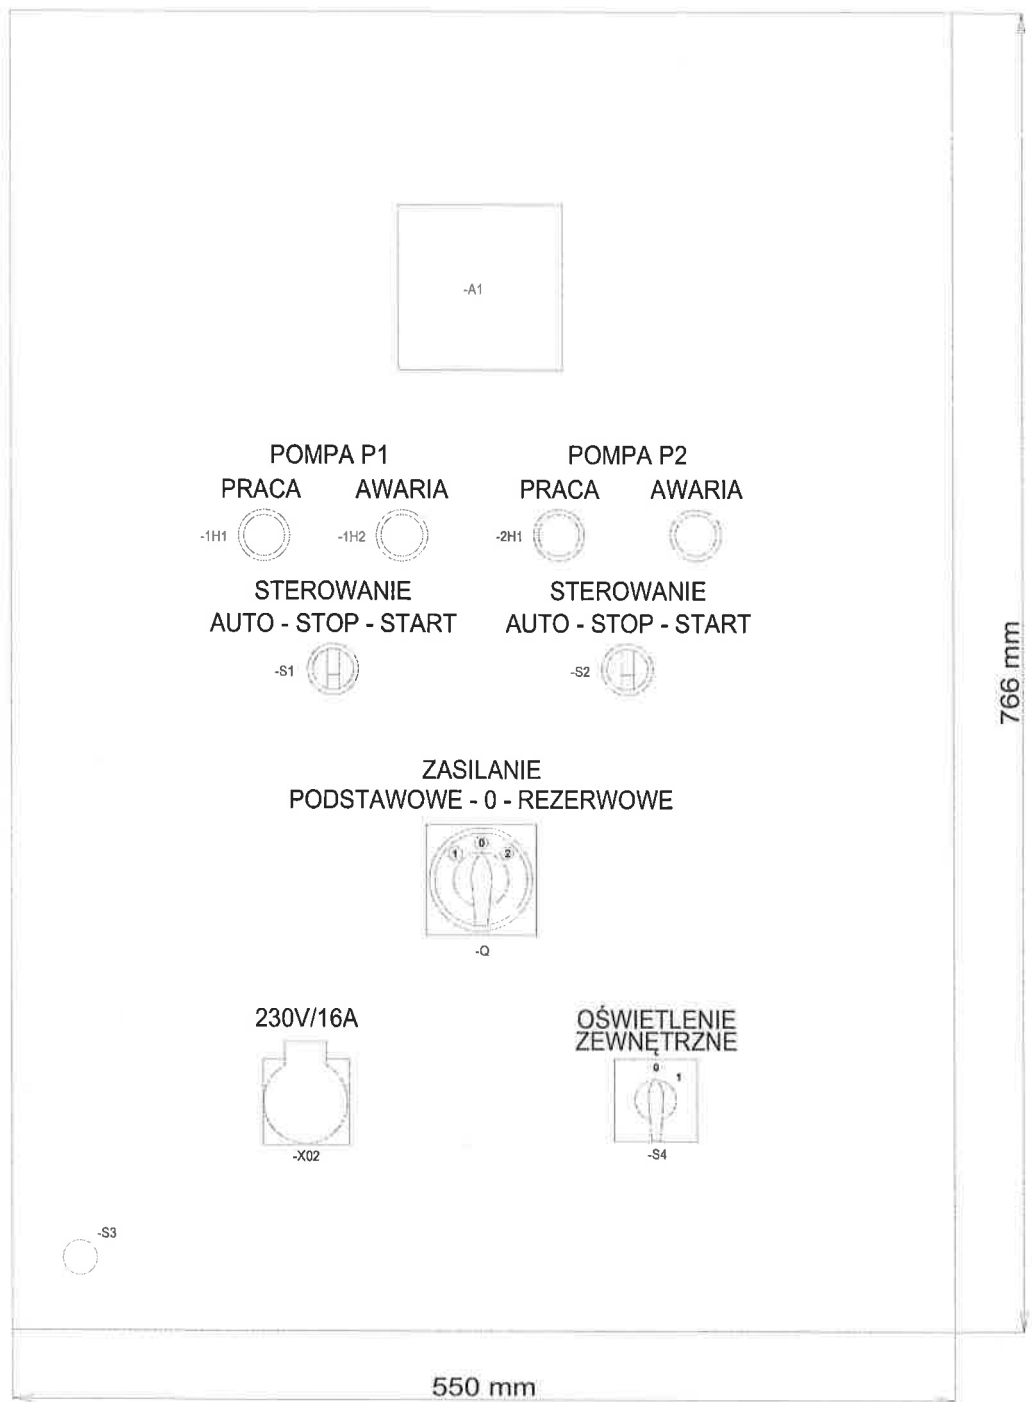 -A1
POMPA P1
POMPA P2
PRACA
AWARIA
PRACA
AWARIA
-1H1
-1H2
-2H1
STEROWANIE
AUTO - STOP - START
STEROWANIE
AUTO - STOP - START
-S1
-S2
766 mm
ZASILANIE
PODSTAWOWE - 0 - REZERWOWE
1 0 2
-Q
230V/16A
-X02
OŚWIETLENIE
ZEWNĘTRZNE
0 1
-S4
-S3
550 mm